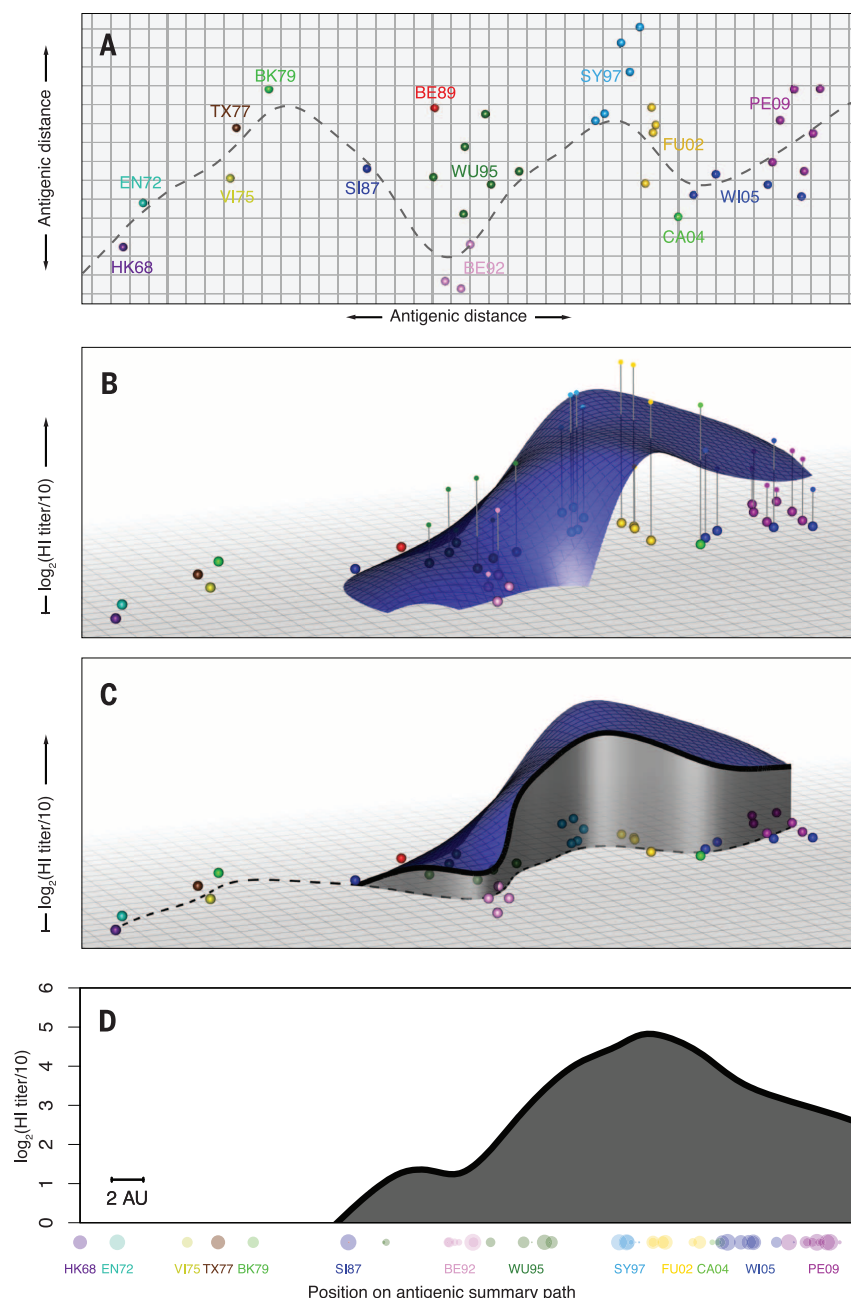 A
BK79
TX77
EN72
VI75
HK68
BE89
SI87
WU95
BE92
SY97
FU02
WI05
CA04
Antigenic distance
PE09
Antigenic distance
B
log2(HI titer/10)
C
log2(HI titer/10)
D
6
5
4
3
2
1
0
log2(HI titer/10)
2 AU
HK68 EN72 VI75 TX77 BK79 SI87 BE92 WU95 SY97 FU02 CA04 WI05 PE09
Position on antigenic summary path